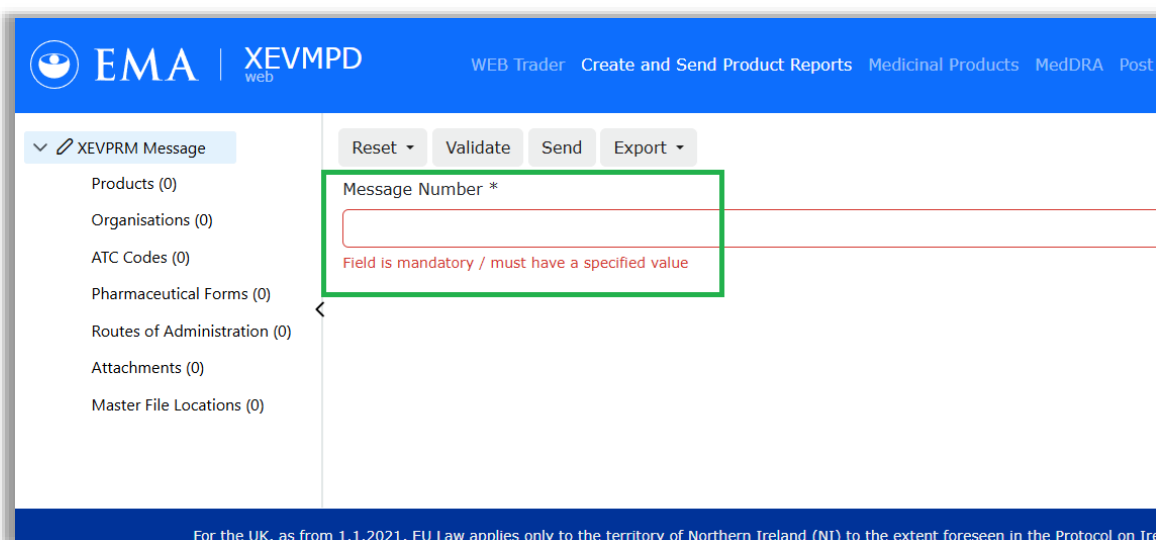 EMA
XEVMPD
web
WEB Trader Create and Send Product Reports Medicinal Products MedDRA Post
XEVPRM Message
Products (0)
Organisations (0)
ATC Codes (0)
Pharmaceutical Forms (0)
Routes of Administration (0)
Attachments (0)
Master File Locations (0)
Reset Validate Send Export
Message Number *
Field is mandatory / must have a specified value
For the UK, as from 1.1.2021, EU Law applies only to the territory of Northern Ireland (NI) to the extent foreseen in the Protocol on